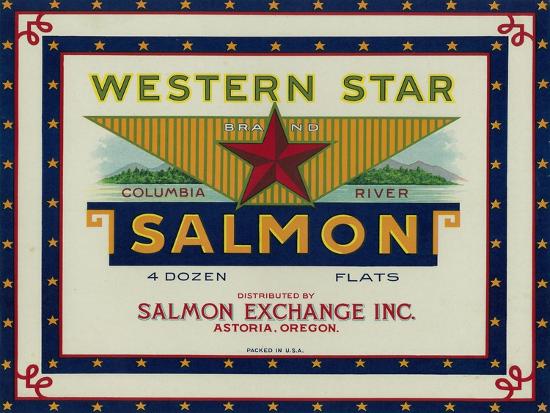 WESTERN STAR
BRAND
COLUMBIA RIVER
SALMON
4 DOZEN FLATS
DISTRIBUTED BY
SALMON EXCHANGE INC.
ASTORIA, OREGON.
PACKED IN U.S.A.